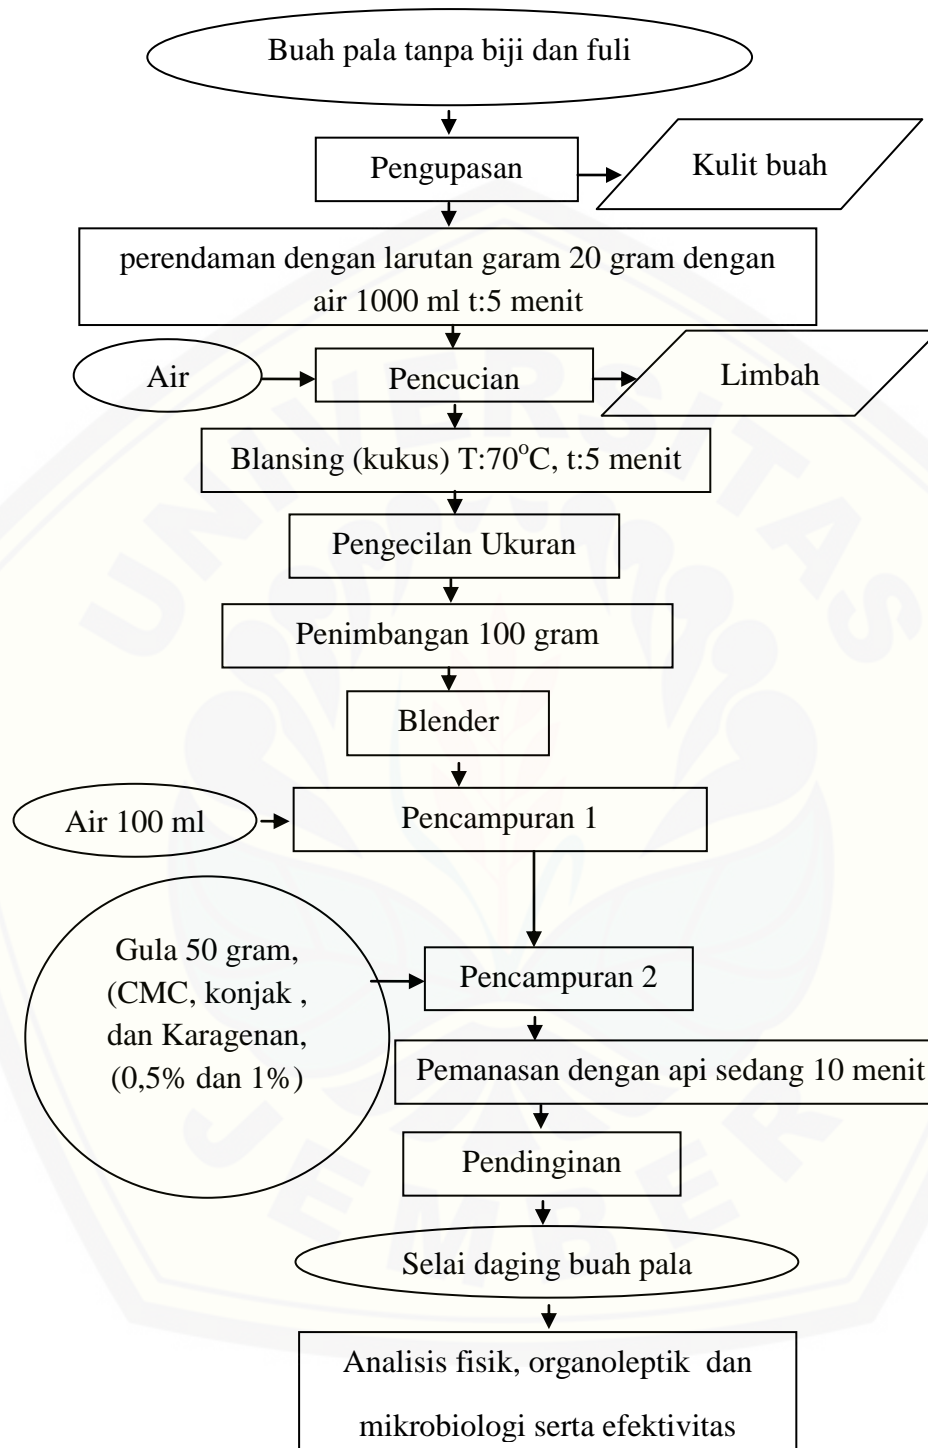 Buah pala tanpa biji dan fuli
Pengupasan
Kulit buah
perendaman dengan larutan garam 20 gram dengan
air 1000 ml t:5 menit
Air
Pencucian
Limbah
Blansing (kukus) T:70°C, t:5 menit
Pengecilan Ukuran
Penimbangan 100 gram
Blender
Air 100 ml
Pencampuran 1
Gula 50 gram,
(CMC, konjak ,
dan Karagenan,
(0,5% dan 1%)
Pencampuran 2
Pemanasan dengan api sedang 10 menit
Pendinginan
Selai daging buah pala
Analisis fisik, organoleptik dan
mikrobiologi serta efektivitas
UNIVERSITAS
JEMBER